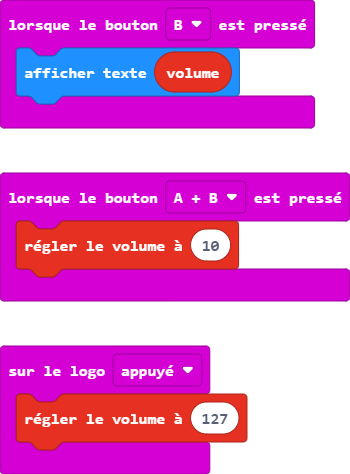 lorsque le bouton B est pressé
afficher texte volume
lorsque le bouton A + B est pressé
régler le volume à 10
sur le logo appuyé
régler le volume à 127